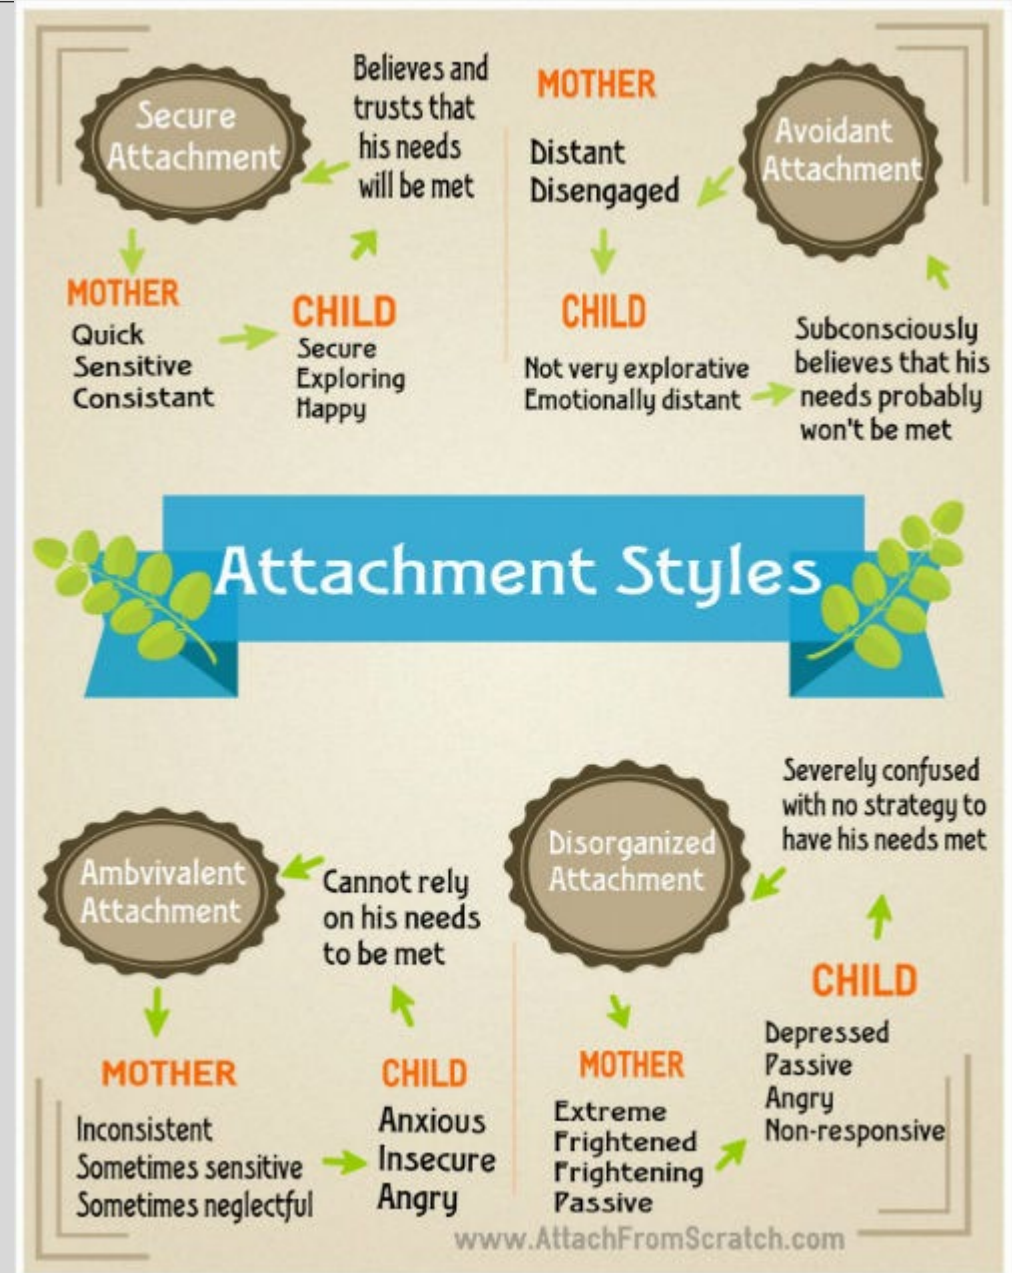 Secure
Attachment
Believes and
trusts that
his needs
will be met
MOTHER
Quick
Sensitive
Consistant
CHILD
Secure
Exploring
Happy
MOTHER
Distant
Disengaged
Avoidant
Attachment
CHILD
Not very explorative
Emotionally distant
Subconsciously
believes that his
needs probably
won't be met
Attachment Styles
Ambvivalent
Attachment
Cannot rely
on his needs
to be met
MOTHER
Inconsistent
Sometimes sensitive
Sometimes neglectful
CHILD
Anxious
Insecure
Angry
Disorganized
Attachment
Severely confused
with no strategy to
have his needs met
MOTHER
Extreme
Frightened
Frightening
Passive
CHILD
Depressed
Passive
Angry
Non-responsive
www.AttachFromScratch.com